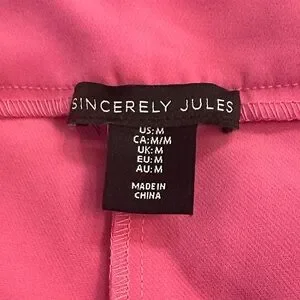 SINCERELY JULES
US:M
CA:M/M
UK:M
EU:M
AU:M
MADE IN
CHINA